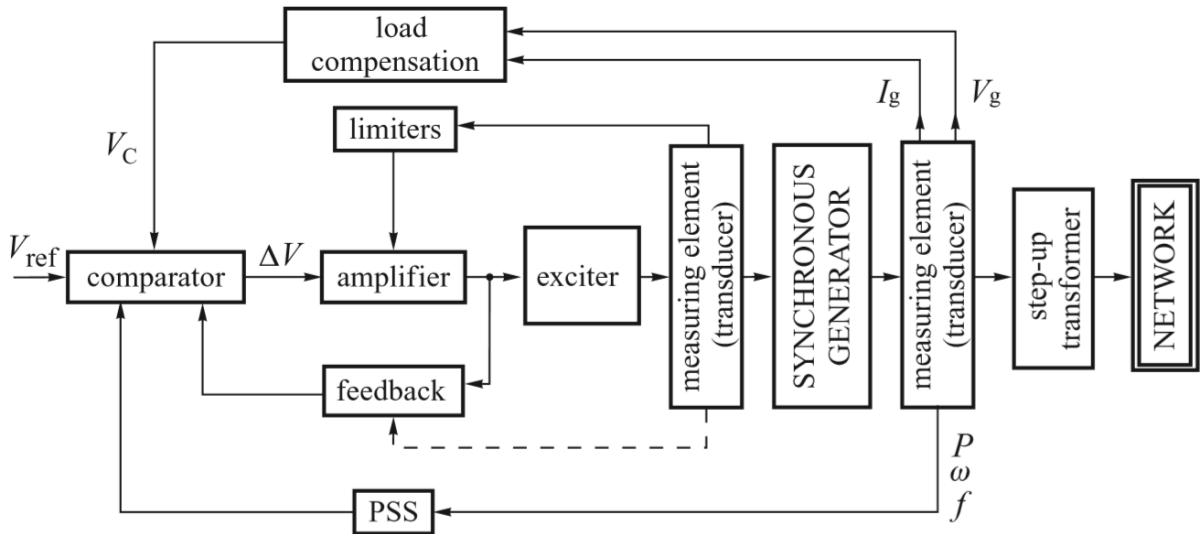 load
compensation
I_g
V_g
limiters
V_C
measuring element
(transducer)
SYNCHRONOUS
GENERATOR
measuring element
(transducer)
step-up
transformer
NETWORK
V_ref
comparator
ΔV
amplifier
exciter
feedback
P
ω
f
PSS